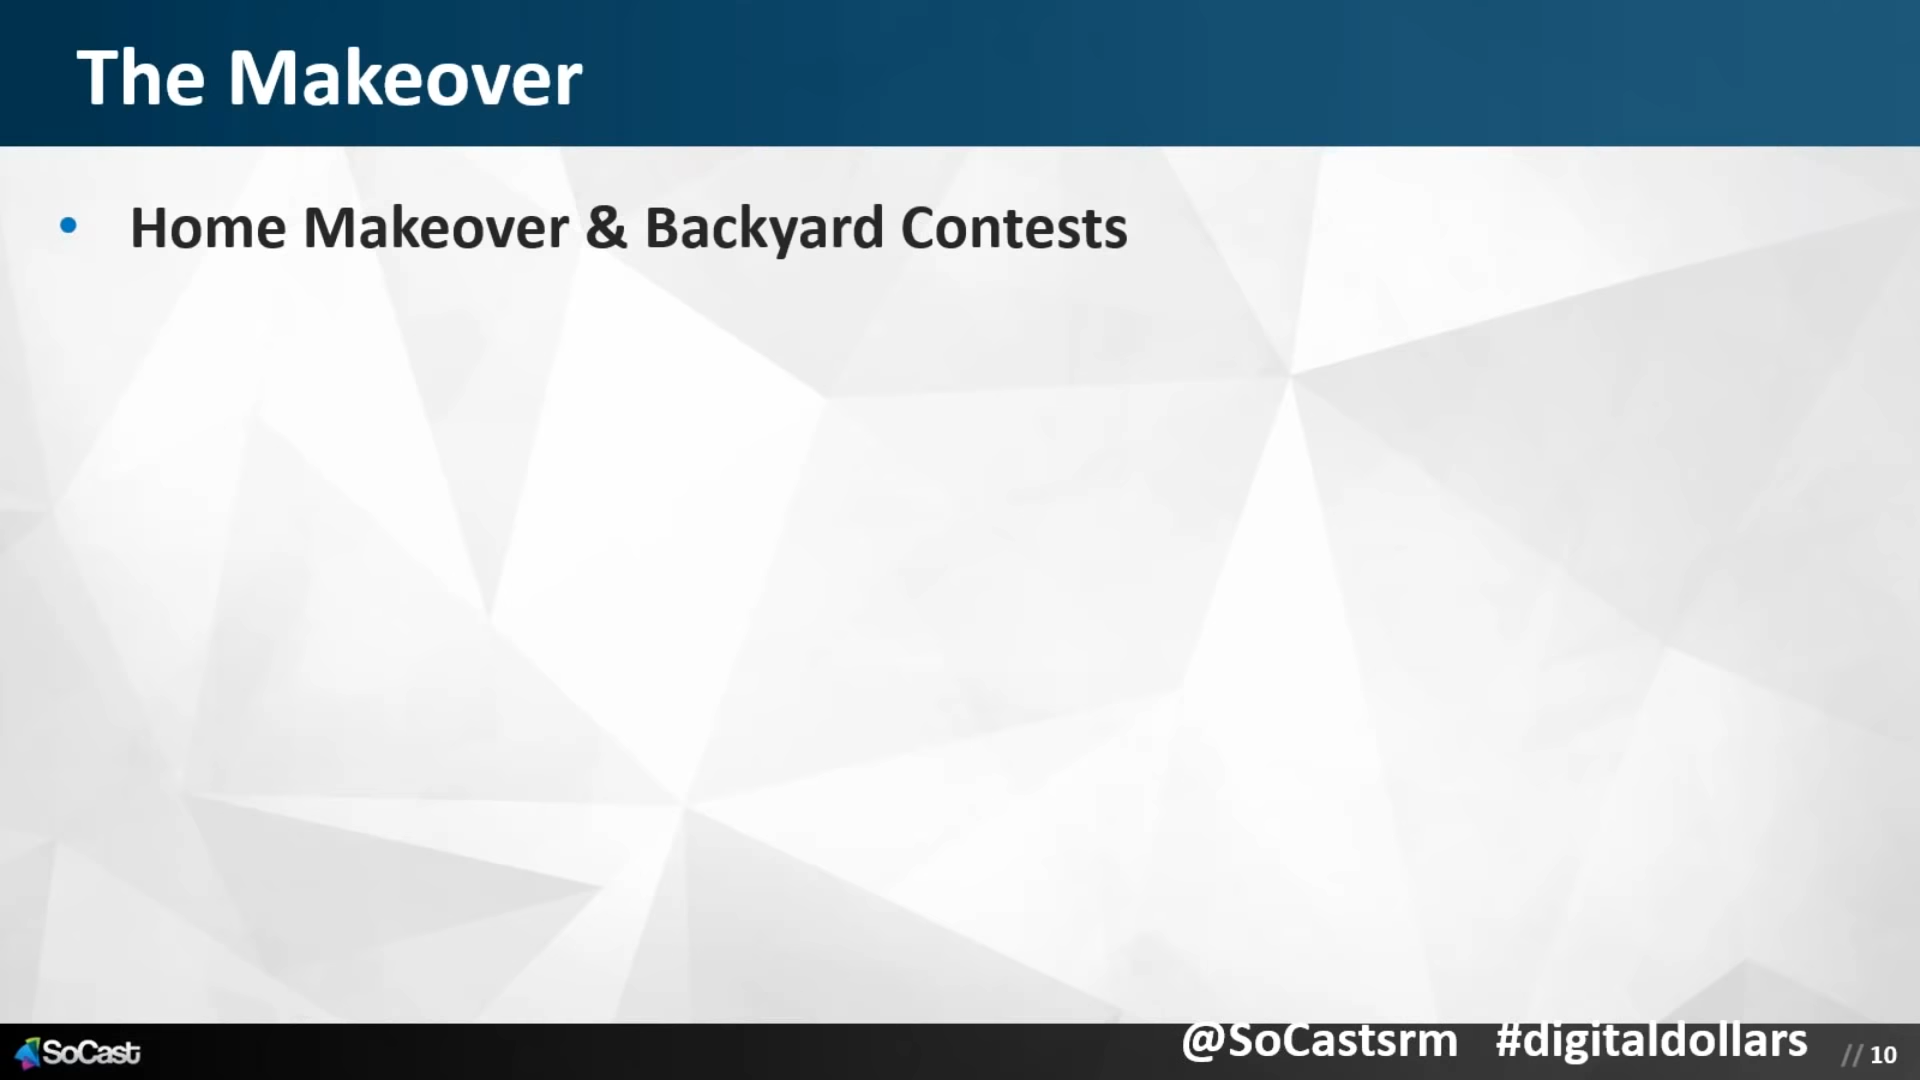 The Makeover
• Home Makeover & Backyard Contests
SoCast
@SoCastsrm #digitaldollars // 10